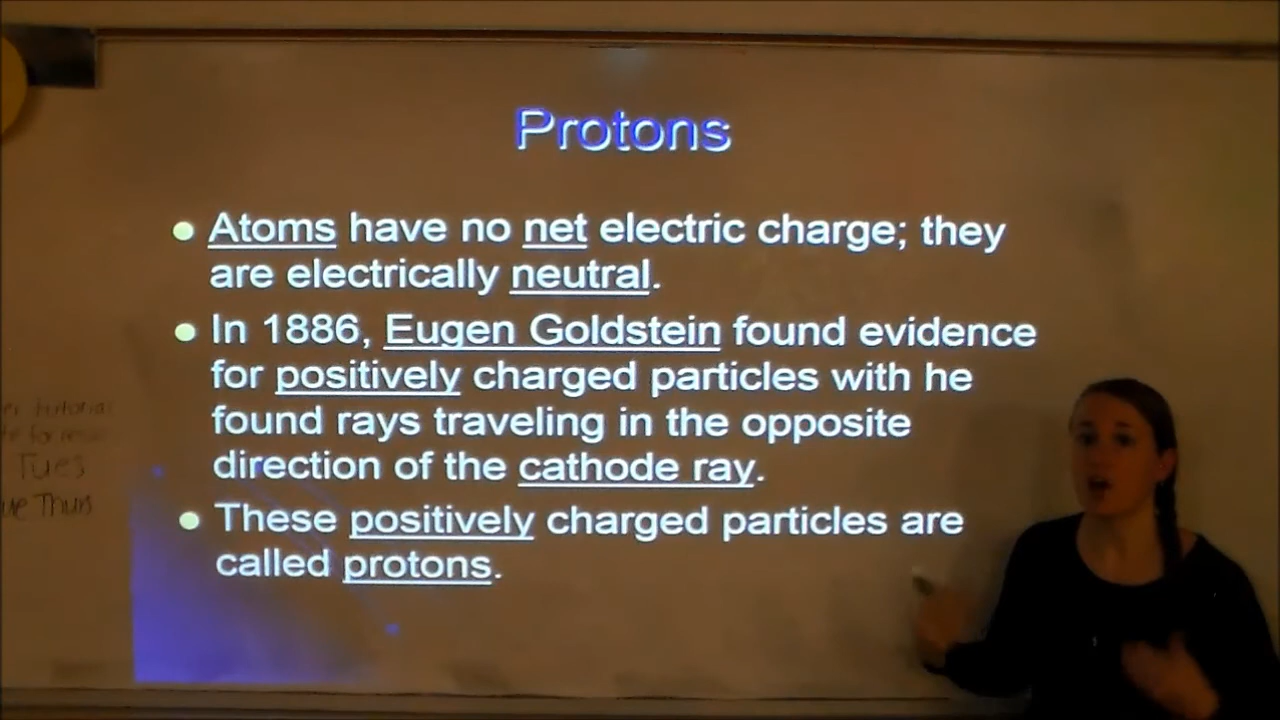 Protons
Atoms have no net electric charge; they
are electrically neutral.
In 1886, Eugen Goldstein found evidence
for positively charged particles with he
found rays traveling in the opposite
direction of the cathode ray.
These positively charged particles are
called protons.
Tues
Thurs